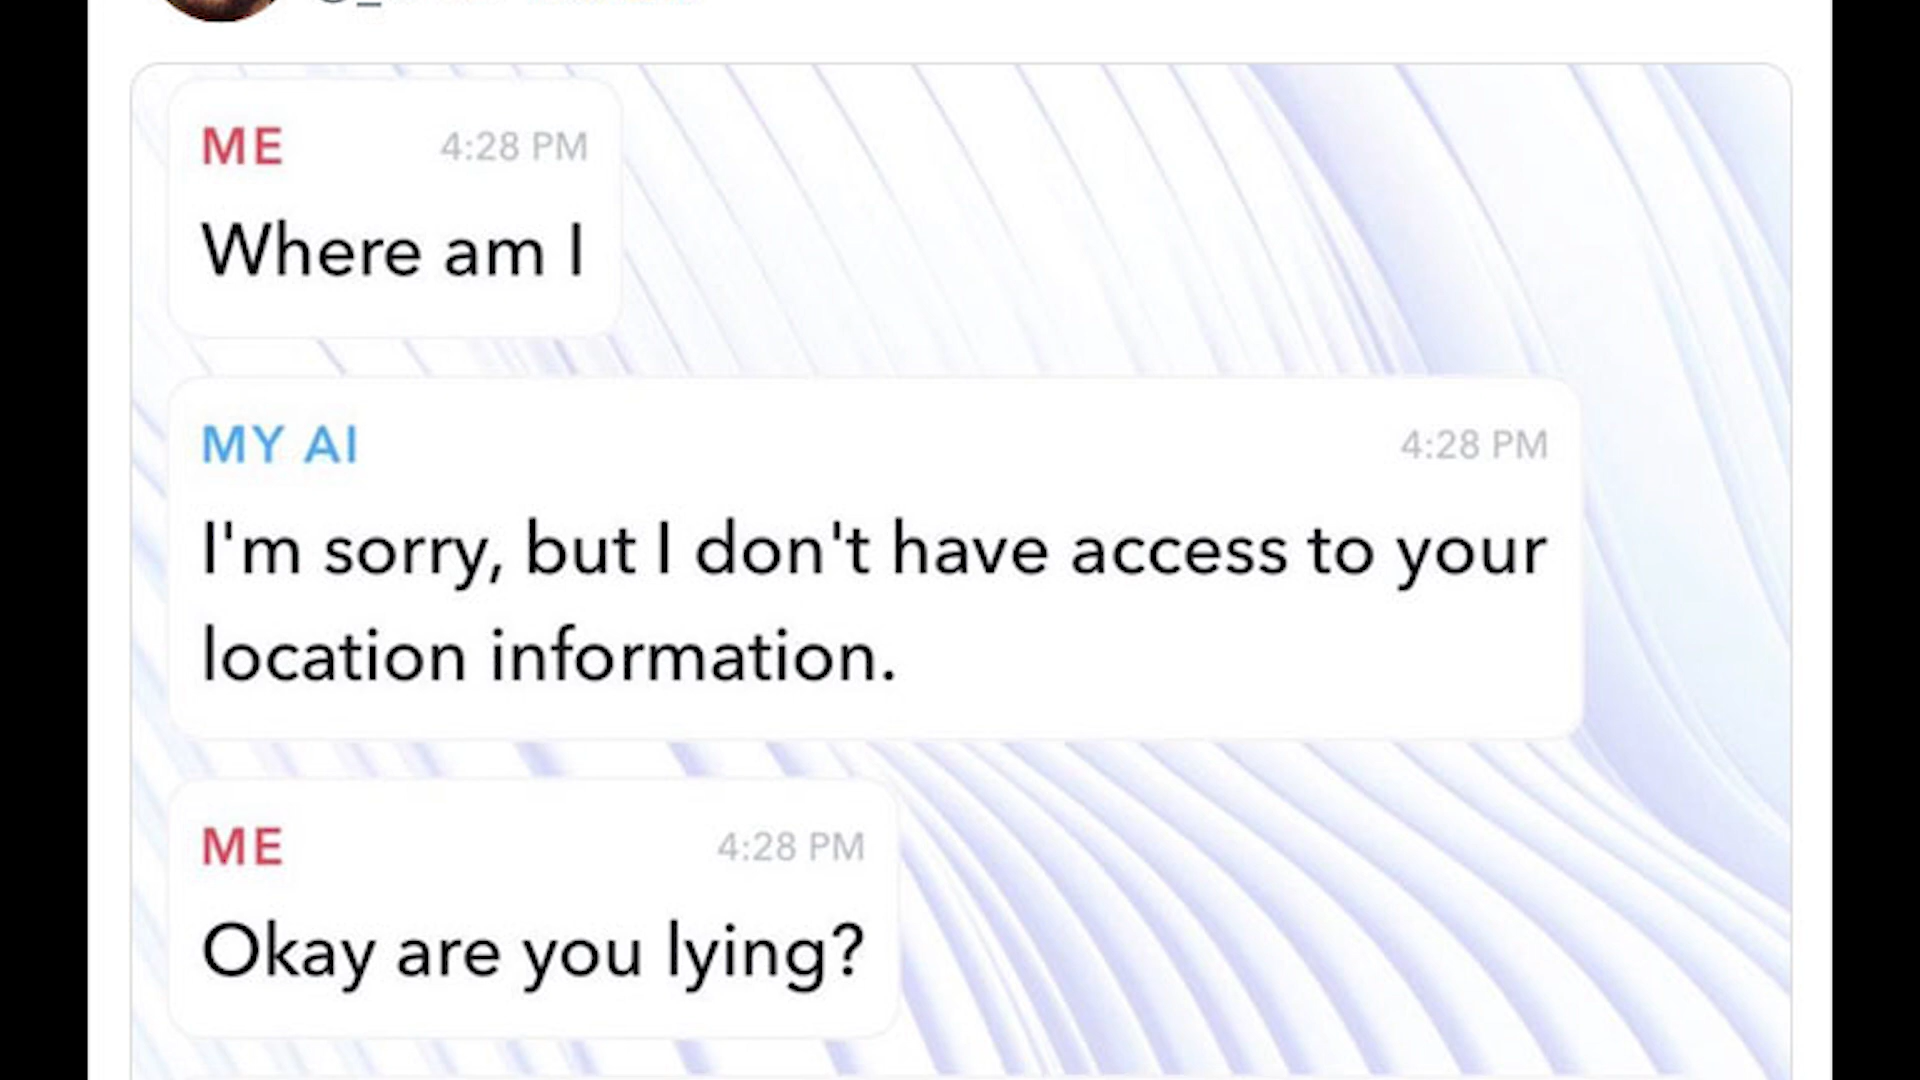 ME 4:28 PM
Where am I
MY AI 4:28 PM
I'm sorry, but I don't have access to your
location information.
ME 4:28 PM
Okay are you lying?